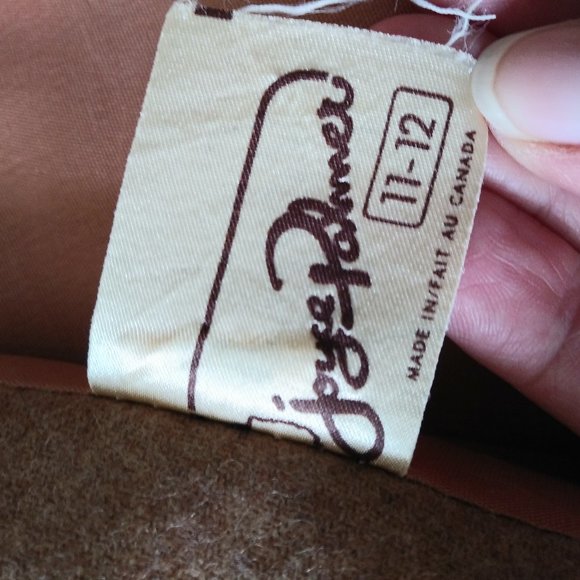 joyce Palmer
11-12
MADE IN/FAIT AU CANADA